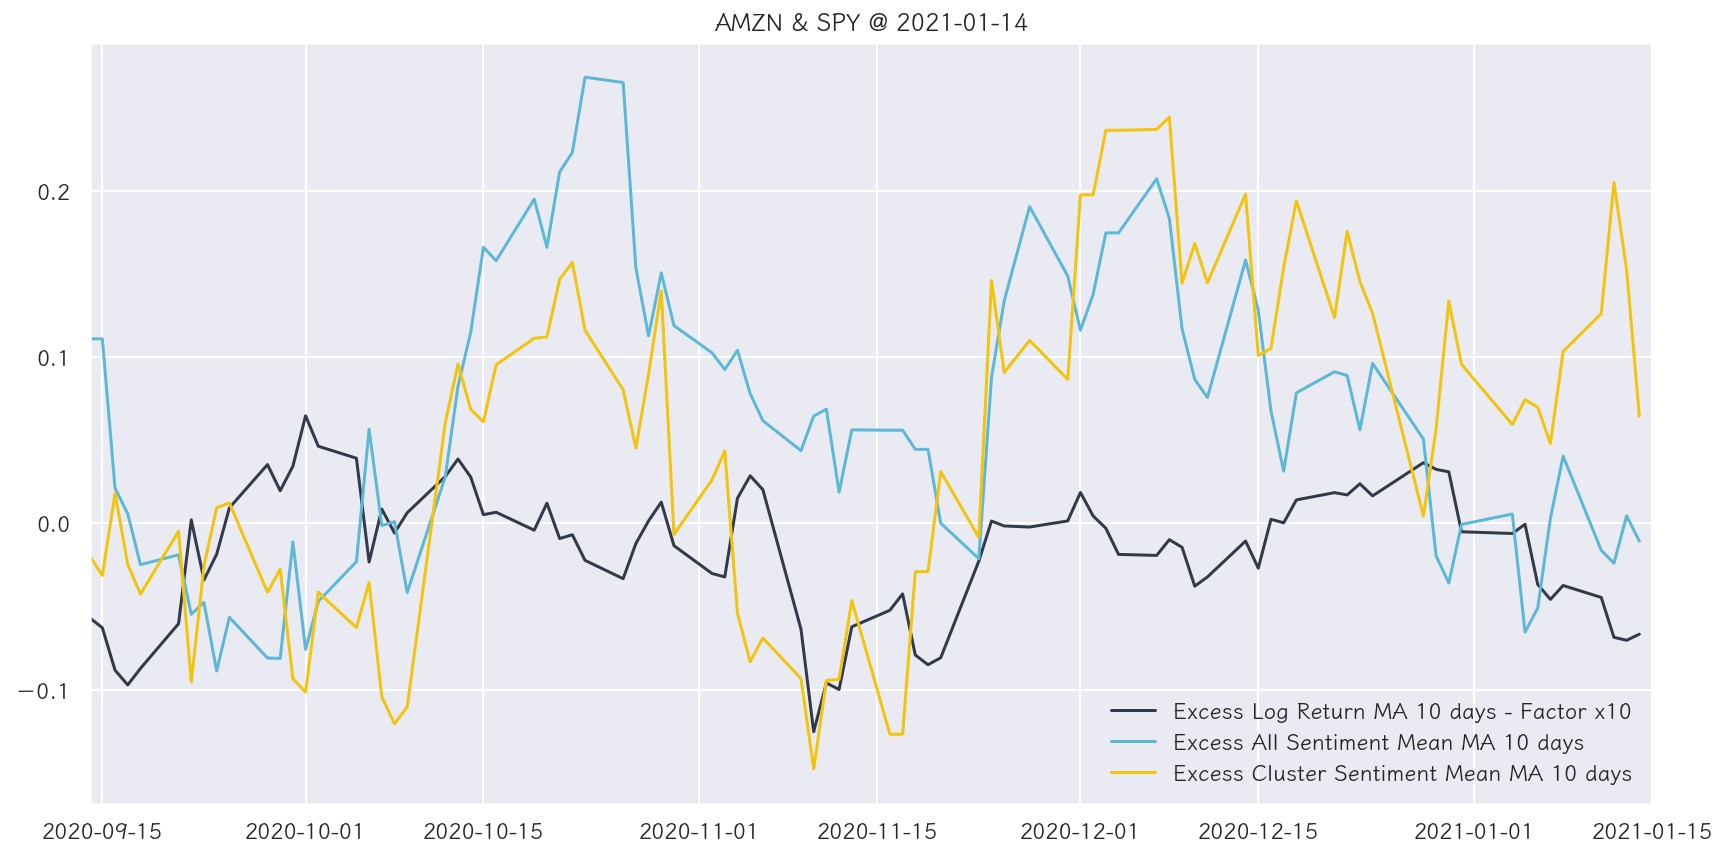 AMZN & SPY @ 2021-01-14
0.2
0.1
0.0
−0.1
Excess Log Return MA 10 days - Factor x10
Excess All Sentiment Mean MA 10 days
Excess Cluster Sentiment Mean MA 10 days
2020-09-15 2020-10-01 2020-10-15 2020-11-01 2020-11-15 2020-12-01 2020-12-15 2021-01-01 2021-01-15